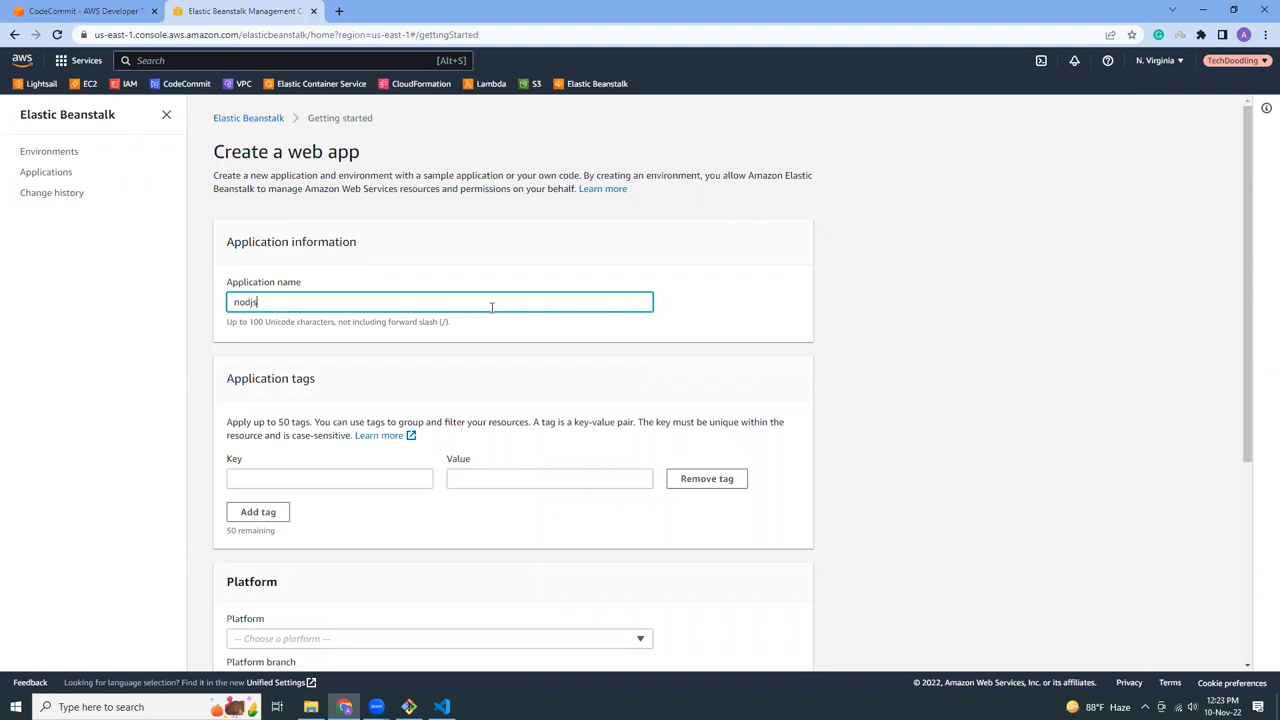 CodeCommit - AWS Developer T
Elastic Beanstalk Management C
us-east-1.console.aws.amazon.com/elasticbeanstalk/home?region=us-east-1#/gettingStarted
A
aws
Services
Search
[Alt+S]
N. Virginia
TechDoodling
Lightsail
EC2
IAM
CodeCommit
VPC
Elastic Container Service
CloudFormation
Lambda
S3
Elastic Beanstalk
Elastic Beanstalk
Environments
Applications
Change history
Elastic Beanstalk
Getting started
Create a web app
Create a new application and environment with a sample application or your own code. By creating an environment, you allow Amazon Elastic
Beanstalk to manage Amazon Web Services resources and permissions on your behalf. Learn more
Application information
Application name
nodjs
Up to 100 Unicode characters, not including forward slash (/).
Application tags
Apply up to 50 tags. You can use tags to group and filter your resources. A tag is a key-value pair. The key must be unique within the
resource and is case-sensitive. Learn more
Key
Value
Remove tag
Add tag
50 remaining
Platform
Platform
-- Choose a platform --
Platform branch
Feedback
Looking for language selection? Find it in the new Unified Settings
© 2022, Amazon Web Services, Inc. or its affiliates.
Privacy
Terms
Cookie preferences
Type here to search
zoom
88°F Haze
12:23 PM
10-Nov-22